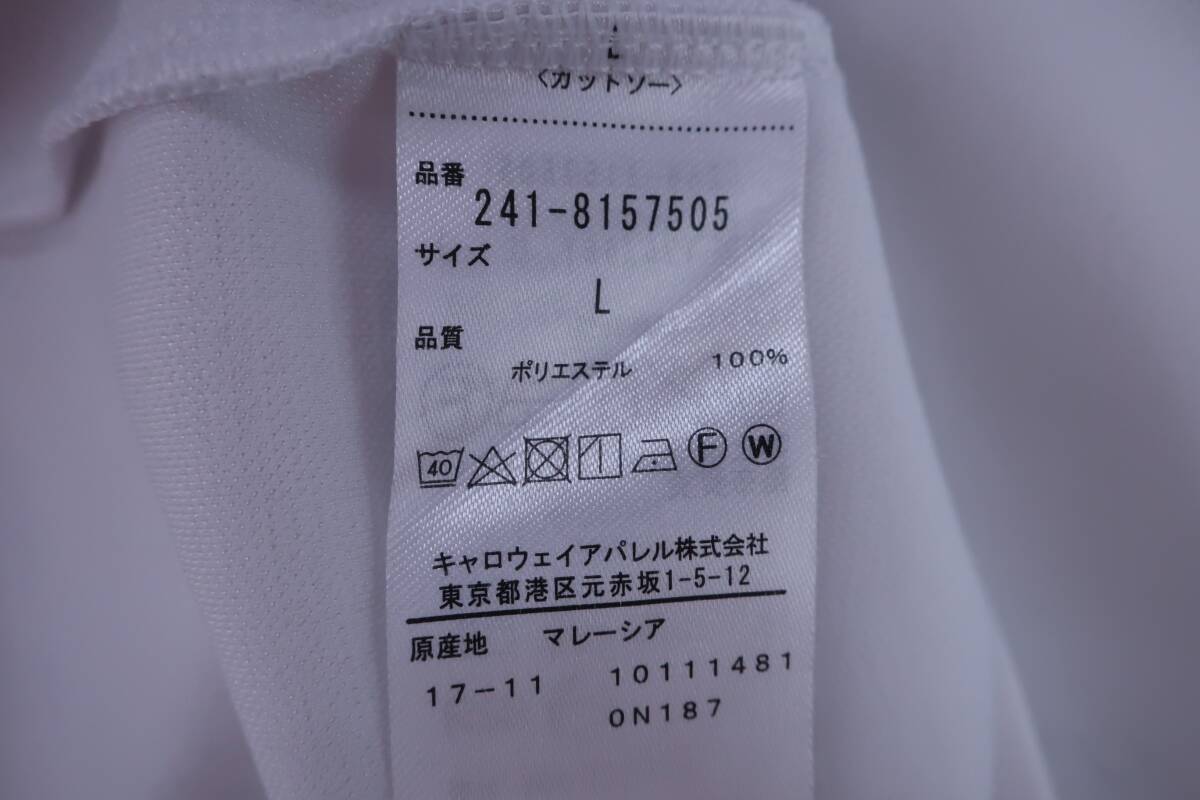 L
〈カットソー〉
品番
241-8157505
サイズ
L
品質
ポリエステル 100%
40 F W
キャロウェイアパレル株式会社
東京都港区元赤坂1-5-12
原産地 マレーシア
17-11 10111481
0N187